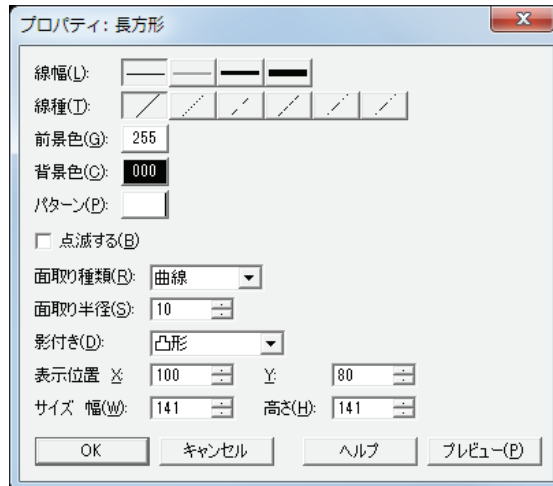 プロパティ: 長方形
線幅(L):
線種(T):
前景色(G): 255
背景色(C): 000
パターン(P):
点滅する(B)
面取り種類(R): 曲線
面取り半径(S): 10
影付き(D): 凸形
表示位置 X: 100 Y: 80
サイズ 幅(W): 141 高さ(H): 141
OK キャンセル ヘルプ プレビュー(P)